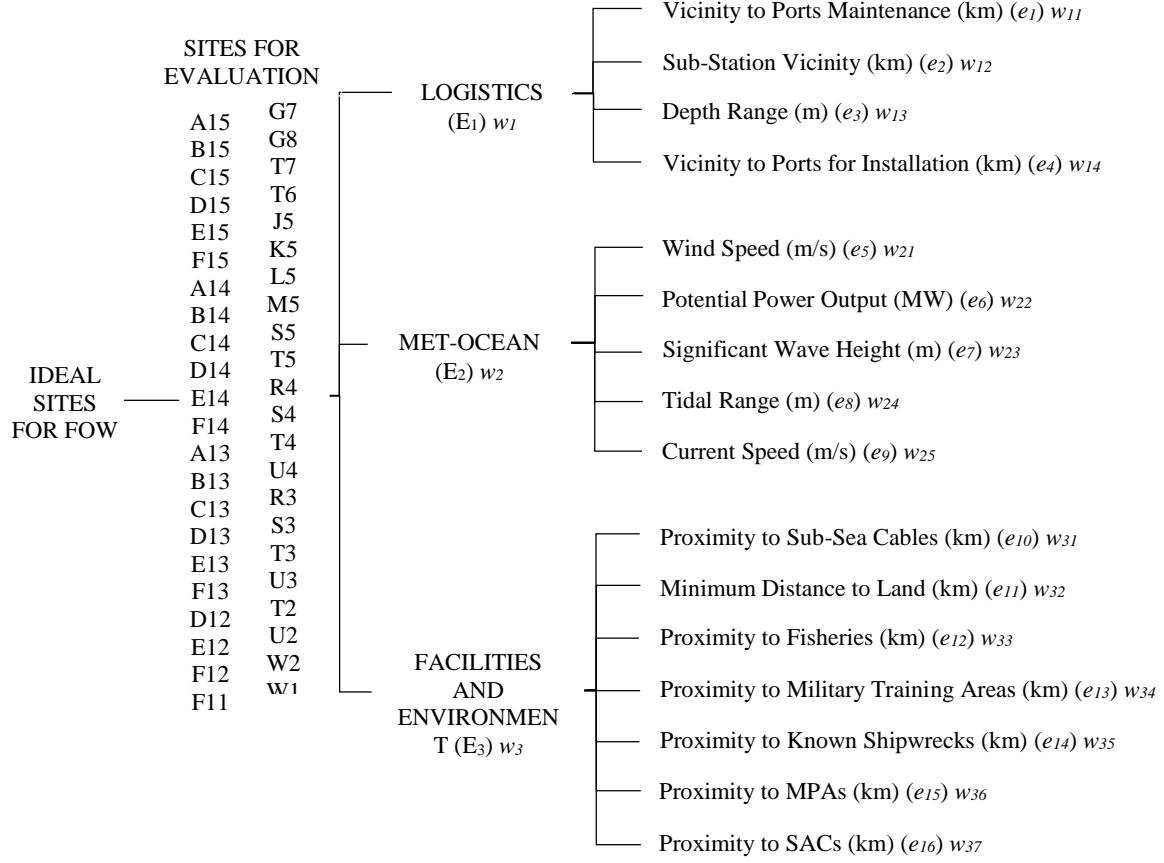 IDEAL
SITES
FOR FOW
SITES FOR
EVALUATION
A15
B15
C15
D15
E15
F15
A14
B14
C14
D14
E14
F14
A13
B13
C13
D13
E13
F13
D12
E12
F12
F11
G7
G8
T7
T6
J5
K5
L5
M5
S5
T5
R4
S4
T4
U4
R3
S3
T3
U3
T2
U2
W2
W1
LOGISTICS
(E1) w1
Vicinity to Ports Maintenance (km) (e1) w11
Sub-Station Vicinity (km) (e2) w12
Depth Range (m) (e3) w13
Vicinity to Ports for Installation (km) (e4) w14
MET-OCEAN
(E2) w2
Wind Speed (m/s) (e5) w21
Potential Power Output (MW) (e6) w22
Significant Wave Height (m) (e7) w23
Tidal Range (m) (e8) w24
Current Speed (m/s) (e9) w25
FACILITIES
AND
ENVIRONMEN
T (E3) w3
Proximity to Sub-Sea Cables (km) (e10) w31
Minimum Distance to Land (km) (e11) w32
Proximity to Fisheries (km) (e12) w33
Proximity to Military Training Areas (km) (e13) w34
Proximity to Known Shipwrecks (km) (e14) w35
Proximity to MPAs (km) (e15) w36
Proximity to SACs (km) (e16) w37